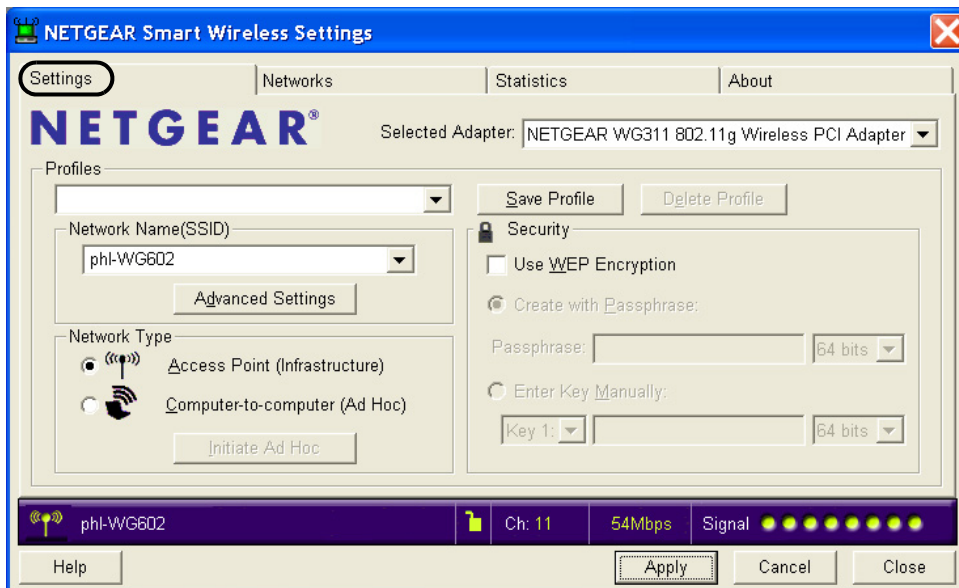 NETGEAR Smart Wireless Settings
Settings
Networks
Statistics
About
NETGEAR®
Selected Adapter: NETGEAR WG311 802.11g Wireless PCI Adapter
Profiles
Save Profile
Delete Profile
Network Name(SSID)
phl-WG602
Advanced Settings
Network Type
Access Point (Infrastructure)
Computer-to-computer (Ad Hoc)
Initiate Ad Hoc
Security
Use WEP Encryption
Create with Passphrase:
Passphrase: 64 bits
Enter Key Manually:
Key 1: 64 bits
phl-WG602 Ch: 11 54Mbps Signal
Help
Apply
Cancel
Close